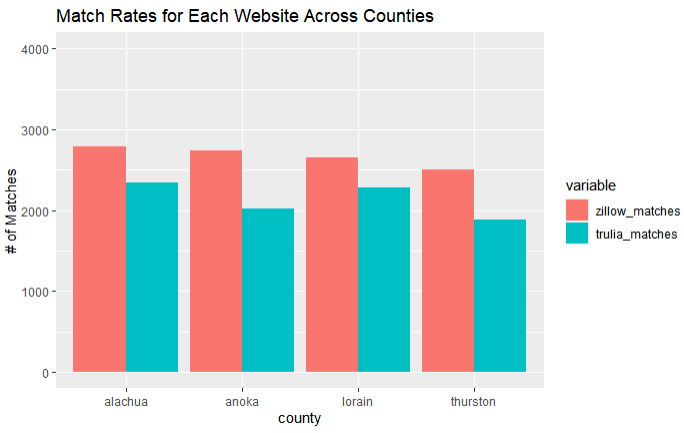 Match Rates for Each Website Across Counties
4000
3000
2000
1000
0
# of Matches
alachua anoka lorain thurston
county
variable
zillow_matches
trulia_matches